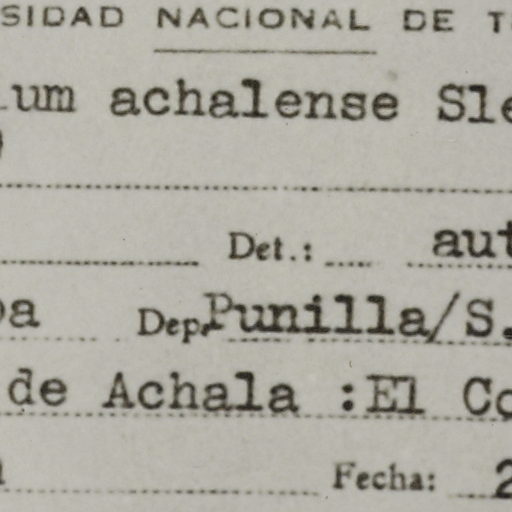 SIDAD NACIONAL DE T
um achalense Sle
Det.: aut
a Dep. Punilla/S.
de Achala :El Co
Fecha: 2